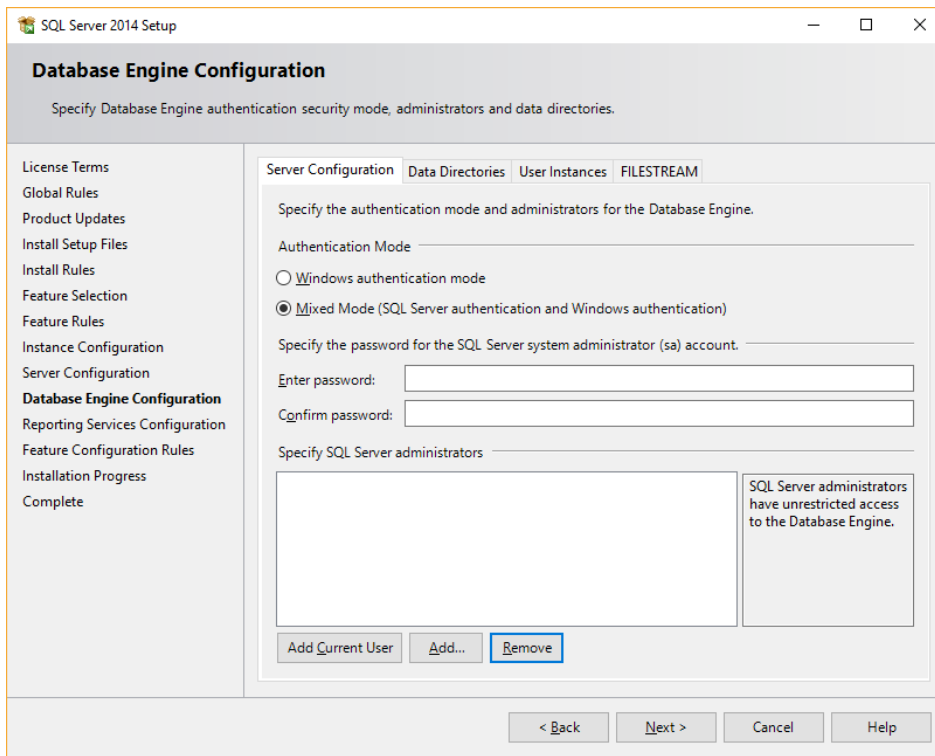 SQL Server 2014 Setup
Database Engine Configuration
Specify Database Engine authentication security mode, administrators and data directories.
License Terms
Global Rules
Product Updates
Install Setup Files
Install Rules
Feature Selection
Feature Rules
Instance Configuration
Server Configuration
Database Engine Configuration
Reporting Services Configuration
Feature Configuration Rules
Installation Progress
Complete
Server Configuration Data Directories User Instances FILESTREAM
Specify the authentication mode and administrators for the Database Engine.
Authentication Mode
Windows authentication mode
Mixed Mode (SQL Server authentication and Windows authentication)
Specify the password for the SQL Server system administrator (sa) account.
Enter password:
Confirm password:
Specify SQL Server administrators
SQL Server administrators
have unrestricted access
to the Database Engine.
Add Current User Add... Remove
< Back Next > Cancel Help